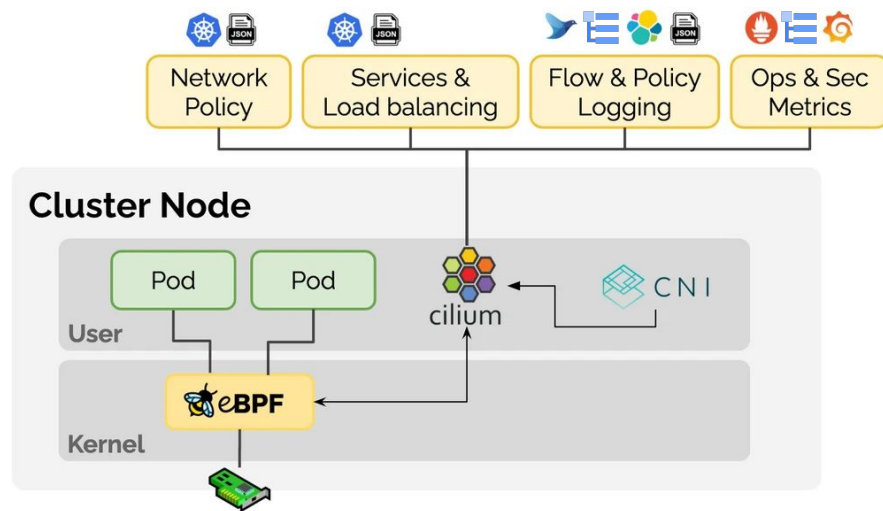 JSON
JSON
JSON
Network
Policy
Services &
Load balancing
Flow & Policy
Logging
Ops & Sec
Metrics
Cluster Node
Pod
Pod
cilium
CNI
User
eBPF
Kernel